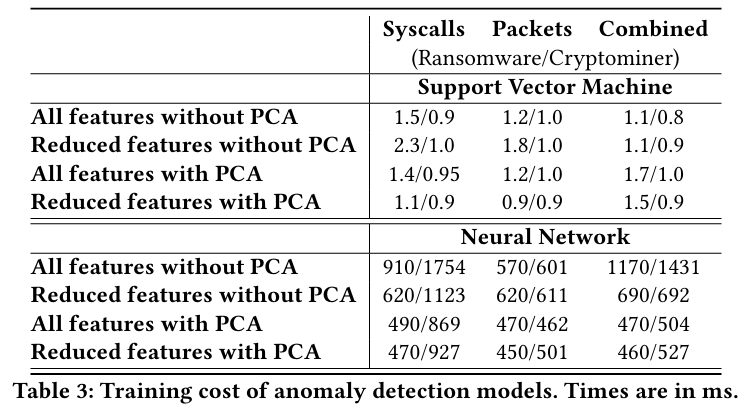 Syscalls Packets Combined
(Ransomware/Cryptominer)
Support Vector Machine
All features without PCA 1.5/0.9 1.2/1.0 1.1/0.8
Reduced features without PCA 2.3/1.0 1.8/1.0 1.1/0.9
All features with PCA 1.4/0.95 1.2/1.0 1.7/1.0
Reduced features with PCA 1.1/0.9 0.9/0.9 1.5/0.9
Neural Network
All features without PCA 910/1754 570/601 1170/1431
Reduced features without PCA 620/1123 620/611 690/692
All features with PCA 490/869 470/462 470/504
Reduced features with PCA 470/927 450/501 460/527
Table 3: Training cost of anomaly detection models. Times are in ms.